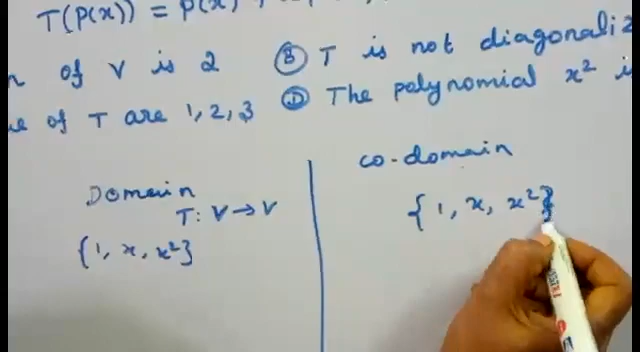 T(P(x)) = P(x)
of V is 2 Ⓑ T is not
of T are 1, 2, 3 Ⓓ The polynomial x²
co-domain
Domain
T: V → V
{1, x, x²}
{1, x, x²}